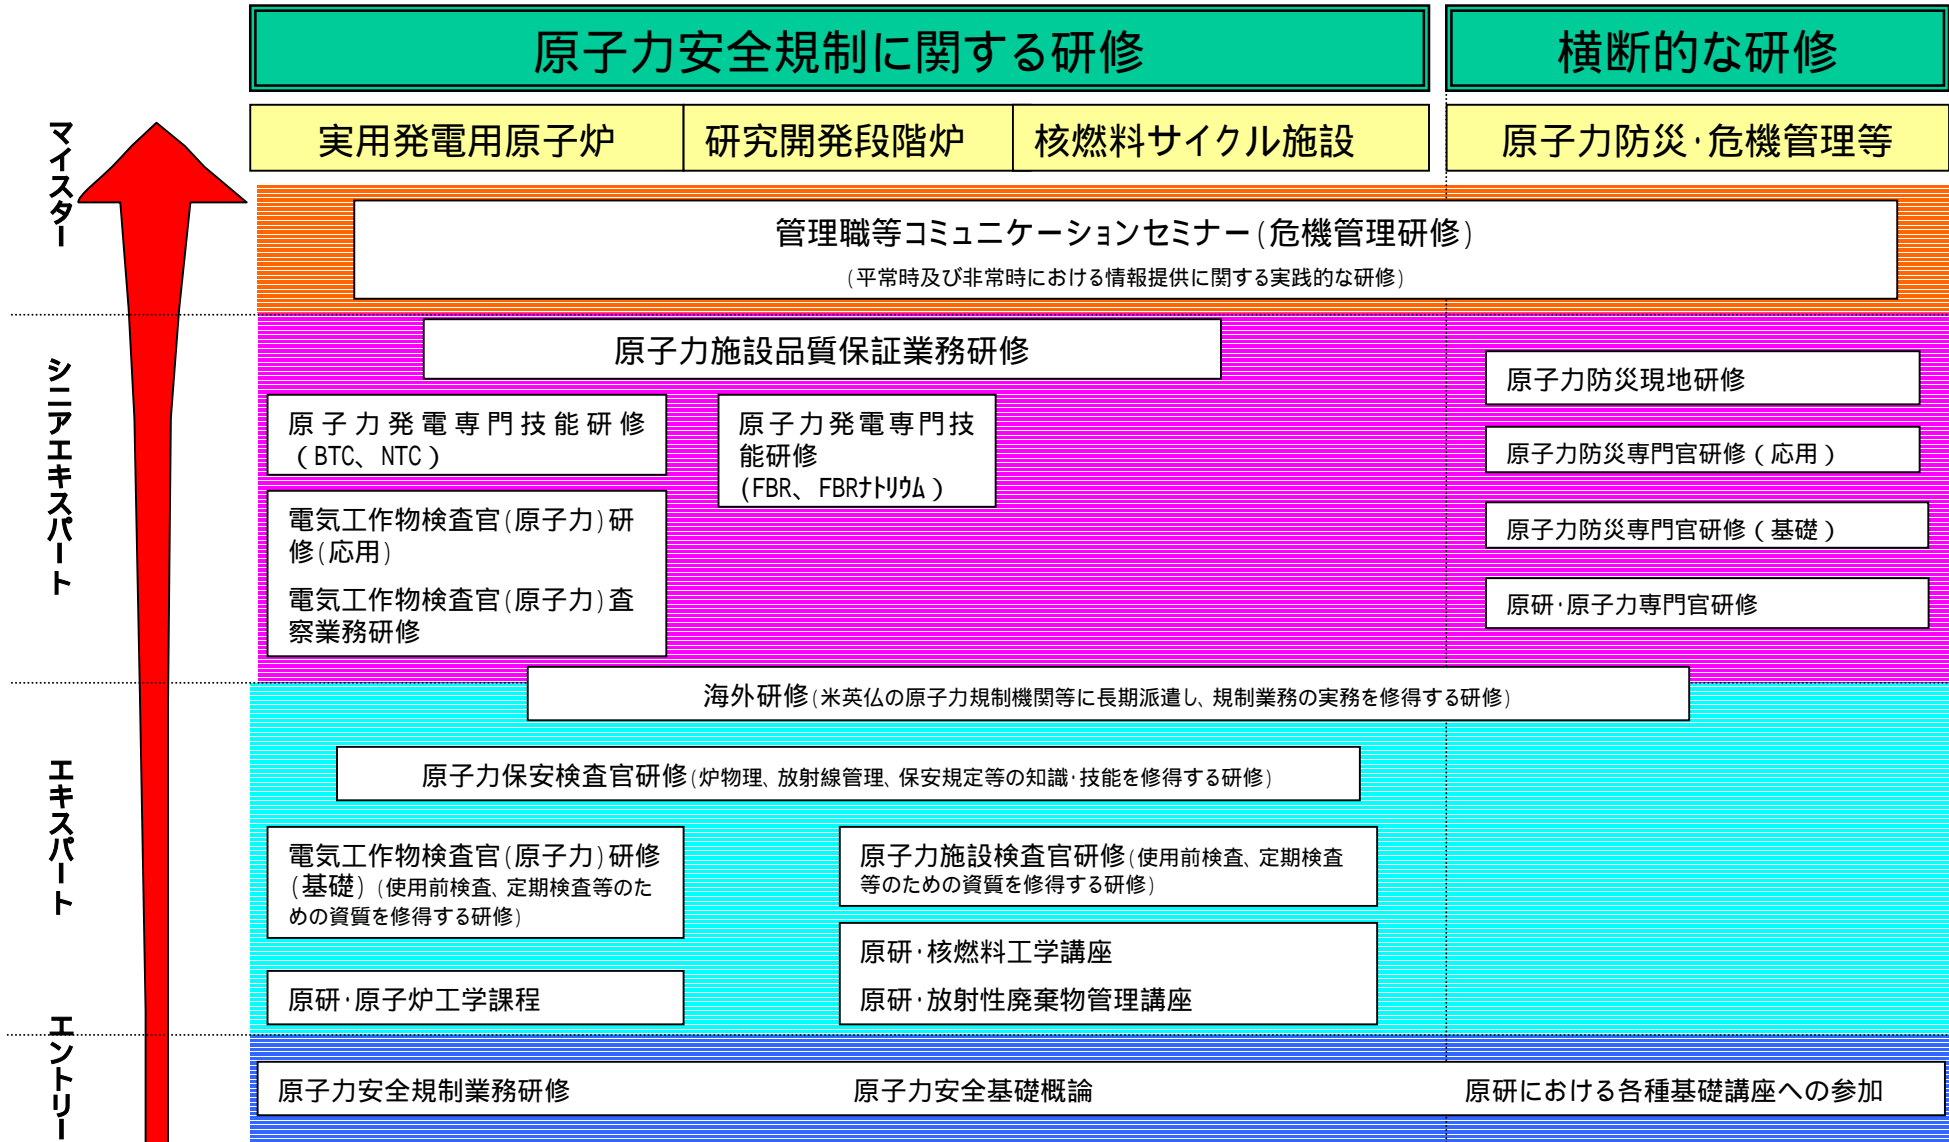 原子力安全規制に関する研修
横断的な研修
実用発電用原子炉
研究開発段階炉
核燃料サイクル施設
原子力防災・危機管理等
マイスター
管理職等コミュニケーションセミナー(危機管理研修)
(平常時及び非常時における情報提供に関する実践的な研修)
シニアエキスパート
原子力施設品質保証業務研修
原子力発電専門技能研修
(BTC、NTC)
原子力発電専門技
能研修
(FBR、FBRナトリウム)
電気工作物検査官(原子力)研
修(応用)
電気工作物検査官(原子力)査
察業務研修
原子力防災現地研修
原子力防災専門官研修(応用)
原子力防災専門官研修(基礎)
原研・原子力専門官研修
海外研修(米英仏の原子力規制機関等に長期派遣し、規制業務の実務を修得する研修)
エキスパート
原子力保安検査官研修(炉物理、放射線管理、保安規定等の知識・技能を修得する研修)
電気工作物検査官(原子力)研修
(基礎)(使用前検査、定期検査等のた
めの資質を修得する研修)
原子力施設検査官研修(使用前検査、定期検査
等のための資質を修得する研修)
原研・核燃料工学講座
原研・放射性廃棄物管理講座
原研・原子炉工学課程
エントリー
原子力安全規制業務研修
原子力安全基礎概論
原研における各種基礎講座への参加